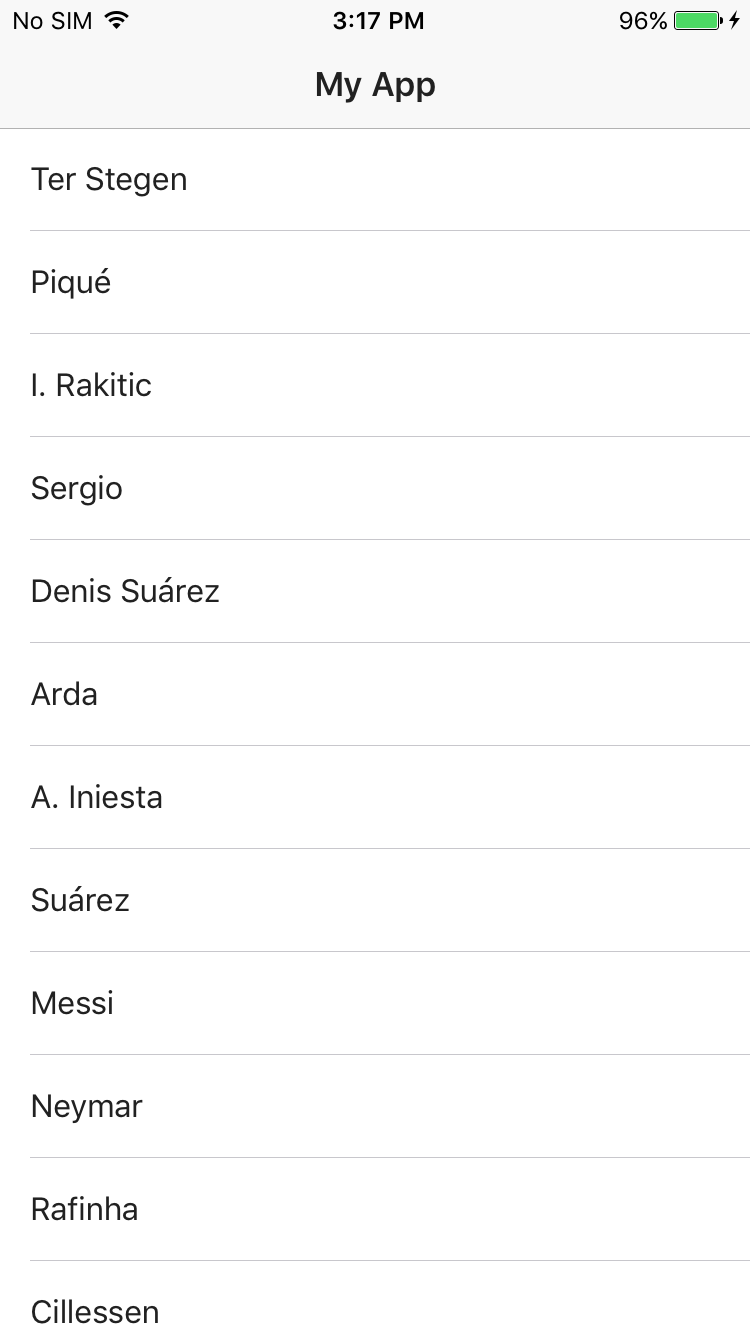 No SIM 3:17 PM 96%
My App
Ter Stegen
Piqué
I. Rakitic
Sergio
Denis Suárez
Arda
A. Iniesta
Suárez
Messi
Neymar
Rafinha
Cillessen